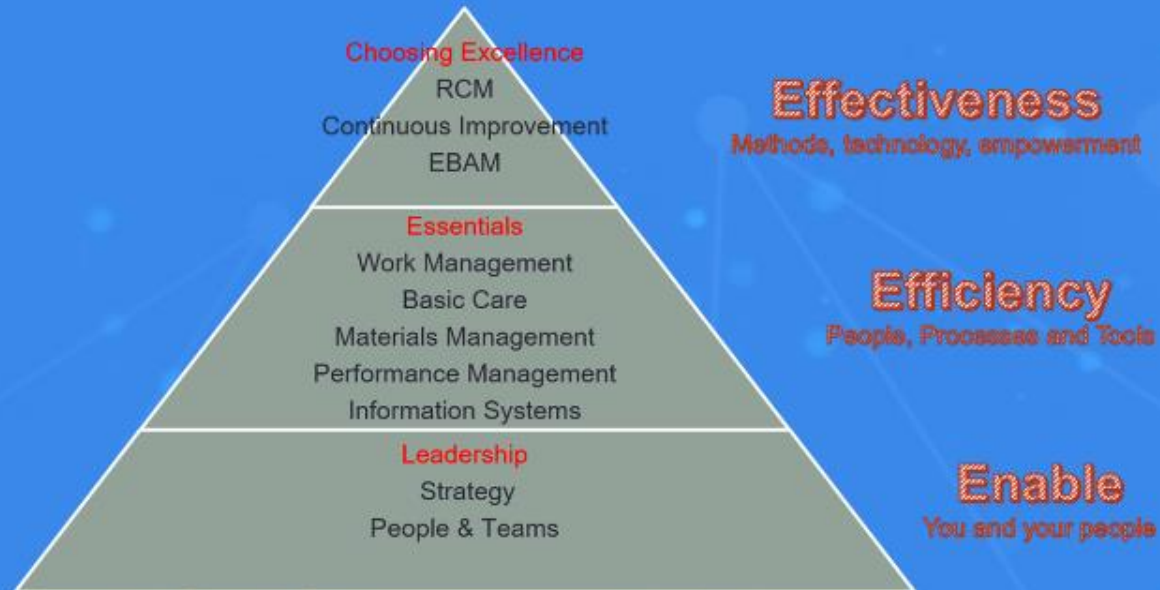 Choosing Excellence
RCM
Continuous Improvement
EBAM
Effectiveness
Methods, technology, empowerment
Essentials
Work Management
Basic Care
Materials Management
Performance Management
Information Systems
Efficiency
People, Processes and Tools
Leadership
Strategy
People & Teams
Enable
You and your people